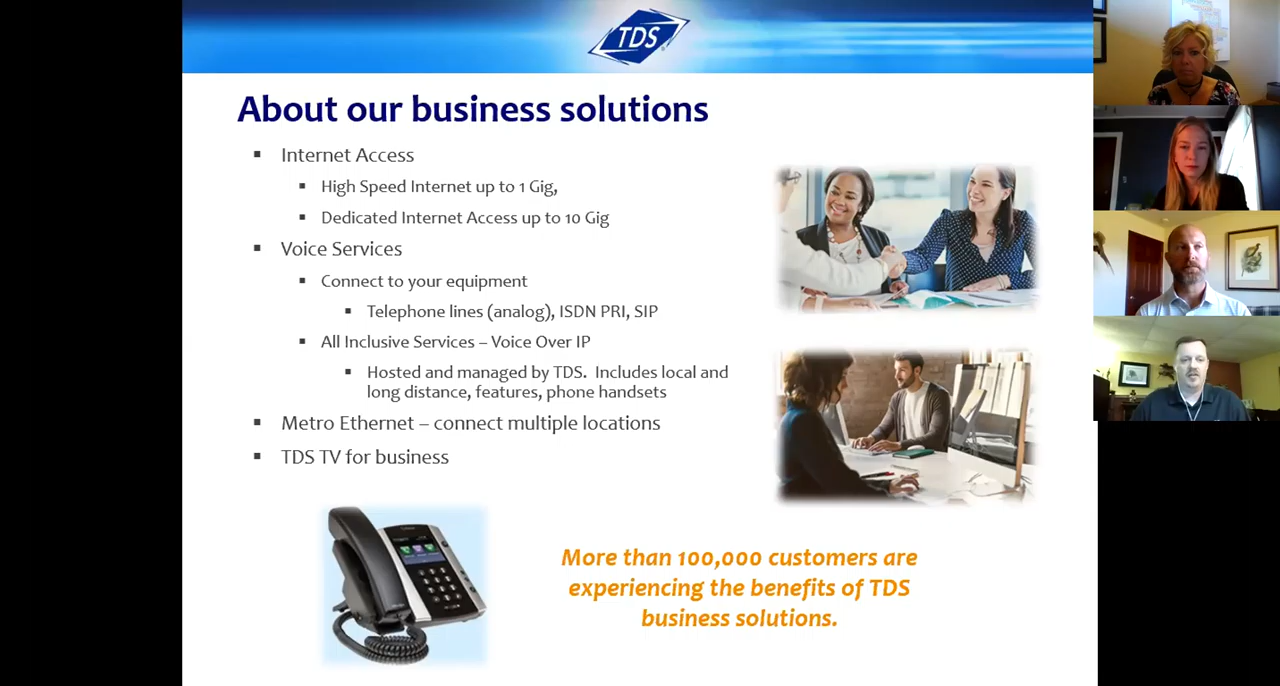 TDS
About our business solutions
▪ Internet Access
▪ High Speed Internet up to 1 Gig,
▪ Dedicated Internet Access up to 10 Gig
▪ Voice Services
▪ Connect to your equipment
▪ Telephone lines (analog), ISDN PRI, SIP
▪ All Inclusive Services – Voice Over IP
▪ Hosted and managed by TDS. Includes local and
long distance, features, phone handsets
▪ Metro Ethernet – connect multiple locations
▪ TDS TV for business
More than 100,000 customers are
experiencing the benefits of TDS
business solutions.